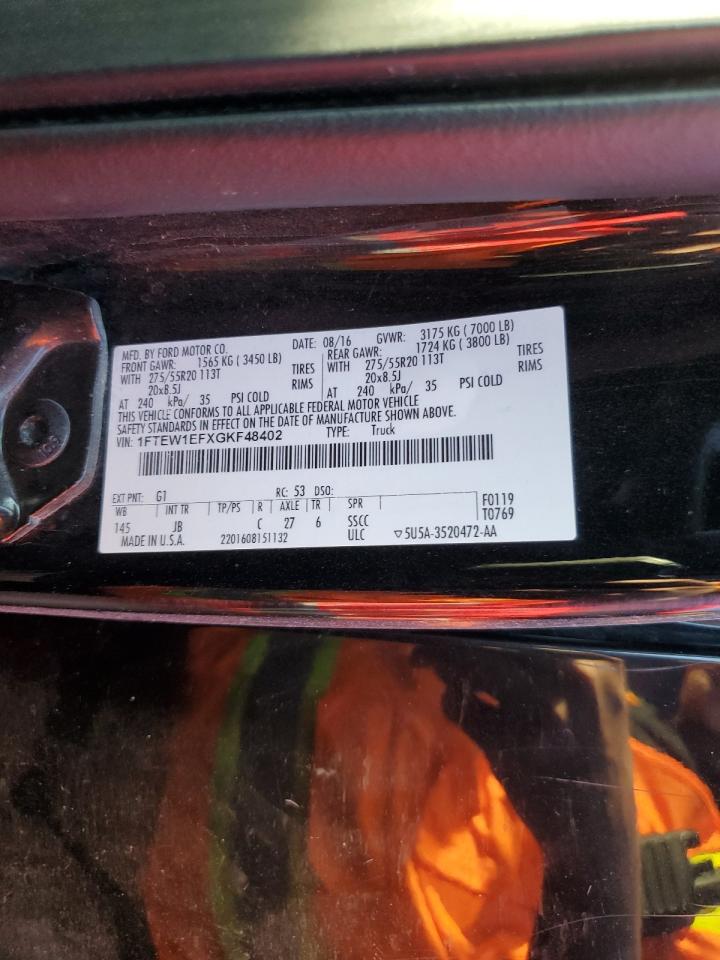 MFD. BY FORD MOTOR CO. DATE: 08/16 GVWR: 3175 KG ( 7000 LB)
FRONT GAWR: 1565 KG ( 3450 LB) REAR GAWR: 1724 KG ( 3800 LB)
WITH 275/55R20 113T TIRES WITH 275/55R20 113T TIRES
20x8.5J RIMS 20x8.5J RIMS
AT 240 kPa/ 35 PSI COLD AT 240 kPa/ 35 PSI COLD
THIS VEHICLE CONFORMS TO ALL APPLICABLE FEDERAL MOTOR VEHICLE
SAFETY STANDARDS IN EFFECT ON THE DATE OF MANUFACTURE SHOWN ABOVE.
VIN: 1FTEW1EFXGKF48402 TYPE: Truck
EXT PNT: G1 RC: 53 DSO:
WB INT TR TP/PS R AXLE TR SPR F0119
145 JB C 27 6 SSCC T0769
MADE IN U.S.A. 2201608151132 ULC ▽5U5A-3520472-AA